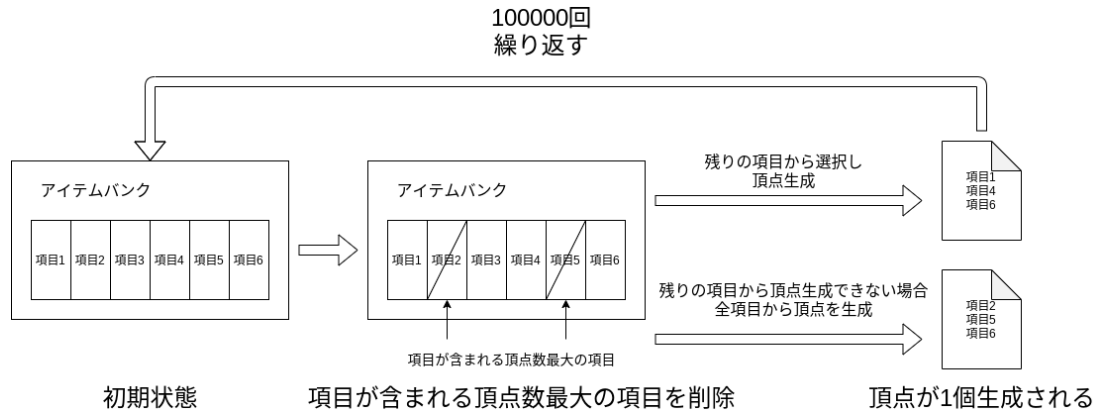 100000回
繰り返す
アイテムバンク
項目1 項目2 項目3 項目4 項目5 項目6
初期状態
アイテムバンク
項目1 項目2 項目3 項目4 項目5 項目6
項目が含まれる頂点数最大の項目
項目が含まれる頂点数最大の項目を削除
残りの項目から選択し
頂点生成
項目1
項目4
項目6
残りの項目から頂点生成できない場合
全項目から頂点を生成
項目2
項目5
項目6
頂点が1個生成される